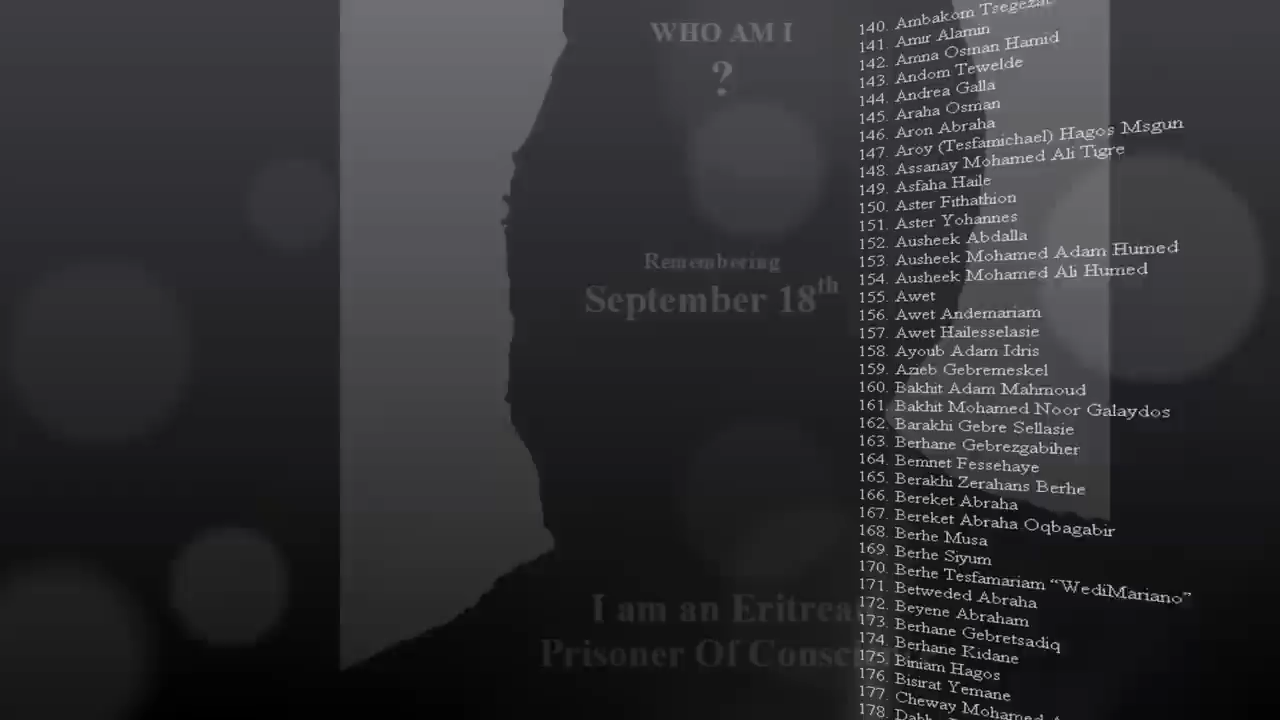 WHO AM I
?
Remembering
September 18th
I am an
Prisoner Of
140. Ambakom
141. Amir Alamin
142. Amna Osman Hamid
143. Andom Tewelde
144. Andrea Galla
145. Araha Osman
146. Aron Abraha
147. Aroy (Tesfamichael) Hagos Msgun
148. Assanay Mohamed Ali Tigre
149. Asfaha Haile
150. Aster Fithathion
151. Aster Yohannes
152. Ausheek Abdalla
153. Ausheek Mohamed Adam Humed
154. Ausheek Mohamed Ali Humed
155. Awet
156. Awet Andemariam
157. Awet Hailesselasie
158. Ayoub Adam Idris
159. Azieb Gebremeskel
160. Bakhit Adam Mahmoud
161. Bakhit Mohamed Noor Galaydos
162. Barakhi Gebre Sellasie
163. Berhane Gebrezgabiher
164. Bemnet Fessehaye
165. Berakhi Zerahans Berhe
166. Bereket Abraha
167. Bereket Abraha Oqbagabir
168. Berhe Musa
169. Berhe Siyum
170. Berhe Tesfamariam “WediMariano”
171. Betweded Abraha
172. Beyene Abraham
173. Berhane Gebretsadiq
174. Berhane Kidane
175. Biniam Hagos
176. Bisirat Yemane
177. Cheway Mohamed
178.